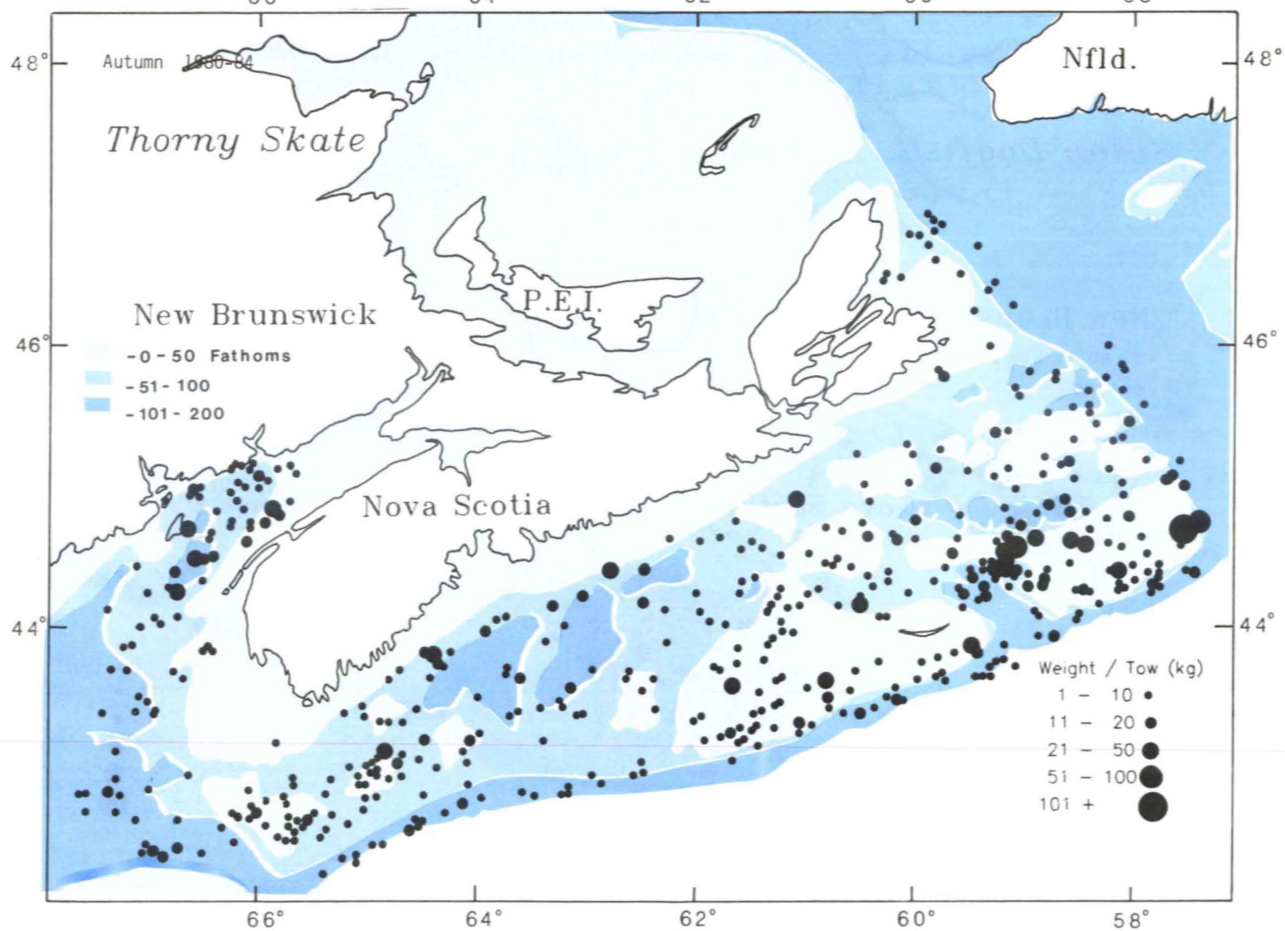 48°
48°
Autumn 1980-84
Nfld.
Thorny Skate
P.E.I.
New Brunswick
46°
46°
-0-50 Fathoms
-51-100
-101-200
Nova Scotia
44°
44°
Weight / Tow (kg)
1 - 10
11 - 20
21 - 50
51 - 100
101 +
66°
64°
62°
60°
58°